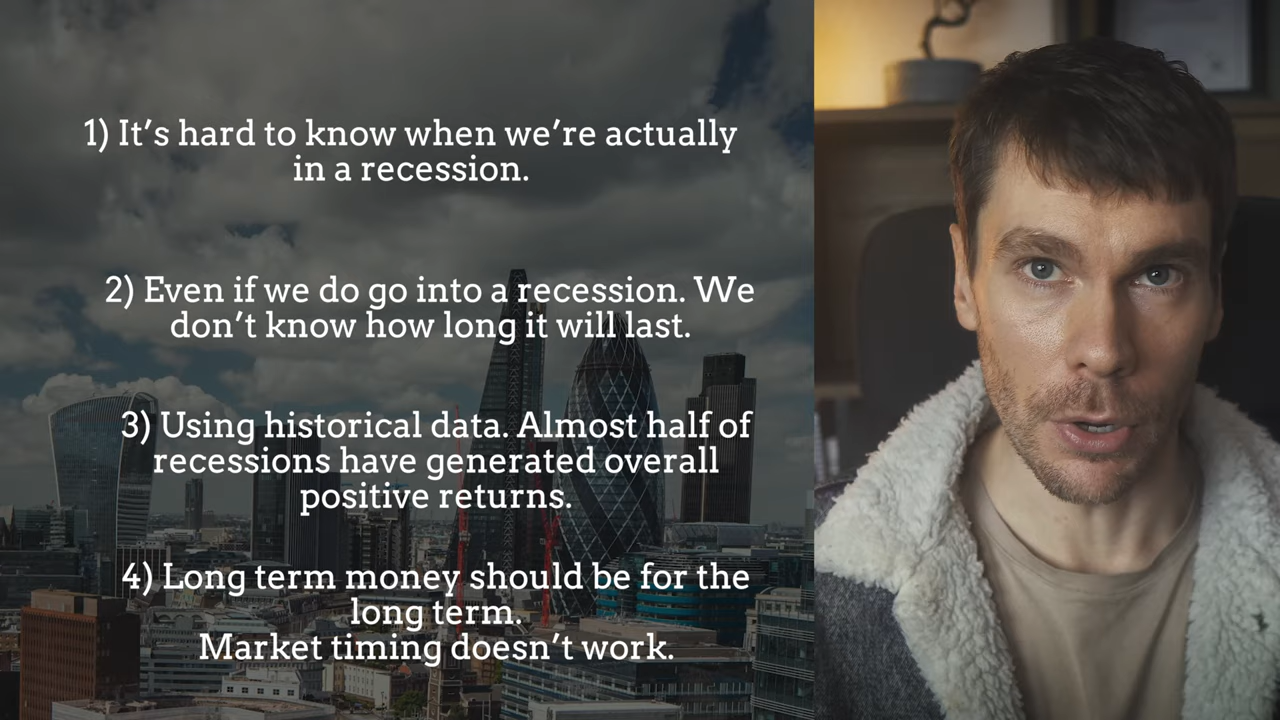 1) It’s hard to know when we’re actually
in a recession.
2) Even if we do go into a recession. We
don’t know how long it will last.
3) Using historical data. Almost half of
recessions have generated overall
positive returns.
4) Long term money should be for the
long term.
Market timing doesn’t work.